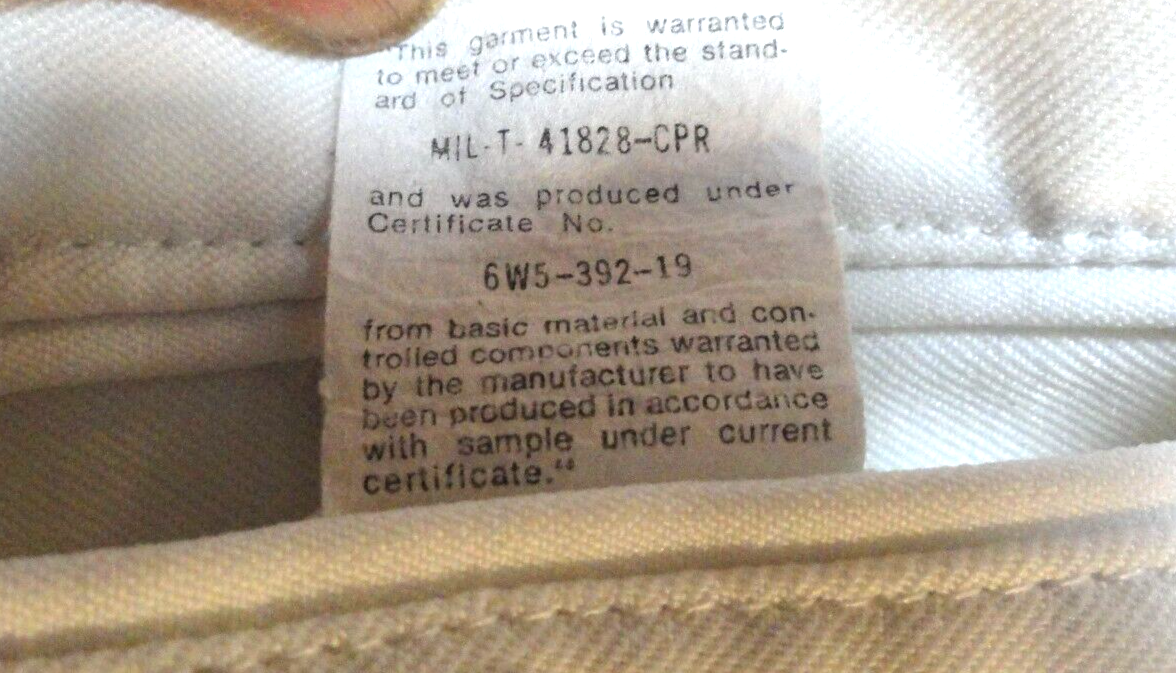 "This garment is warranted
to meet or exceed the stand-
ard of Specification
MIL-T-41828-CPR
and was produced under
Certificate No.
6W5-392-19
from basic material and con-
trolled components warranted
by the manufacturer to have
been produced in accordance
with sample under current
certificate."